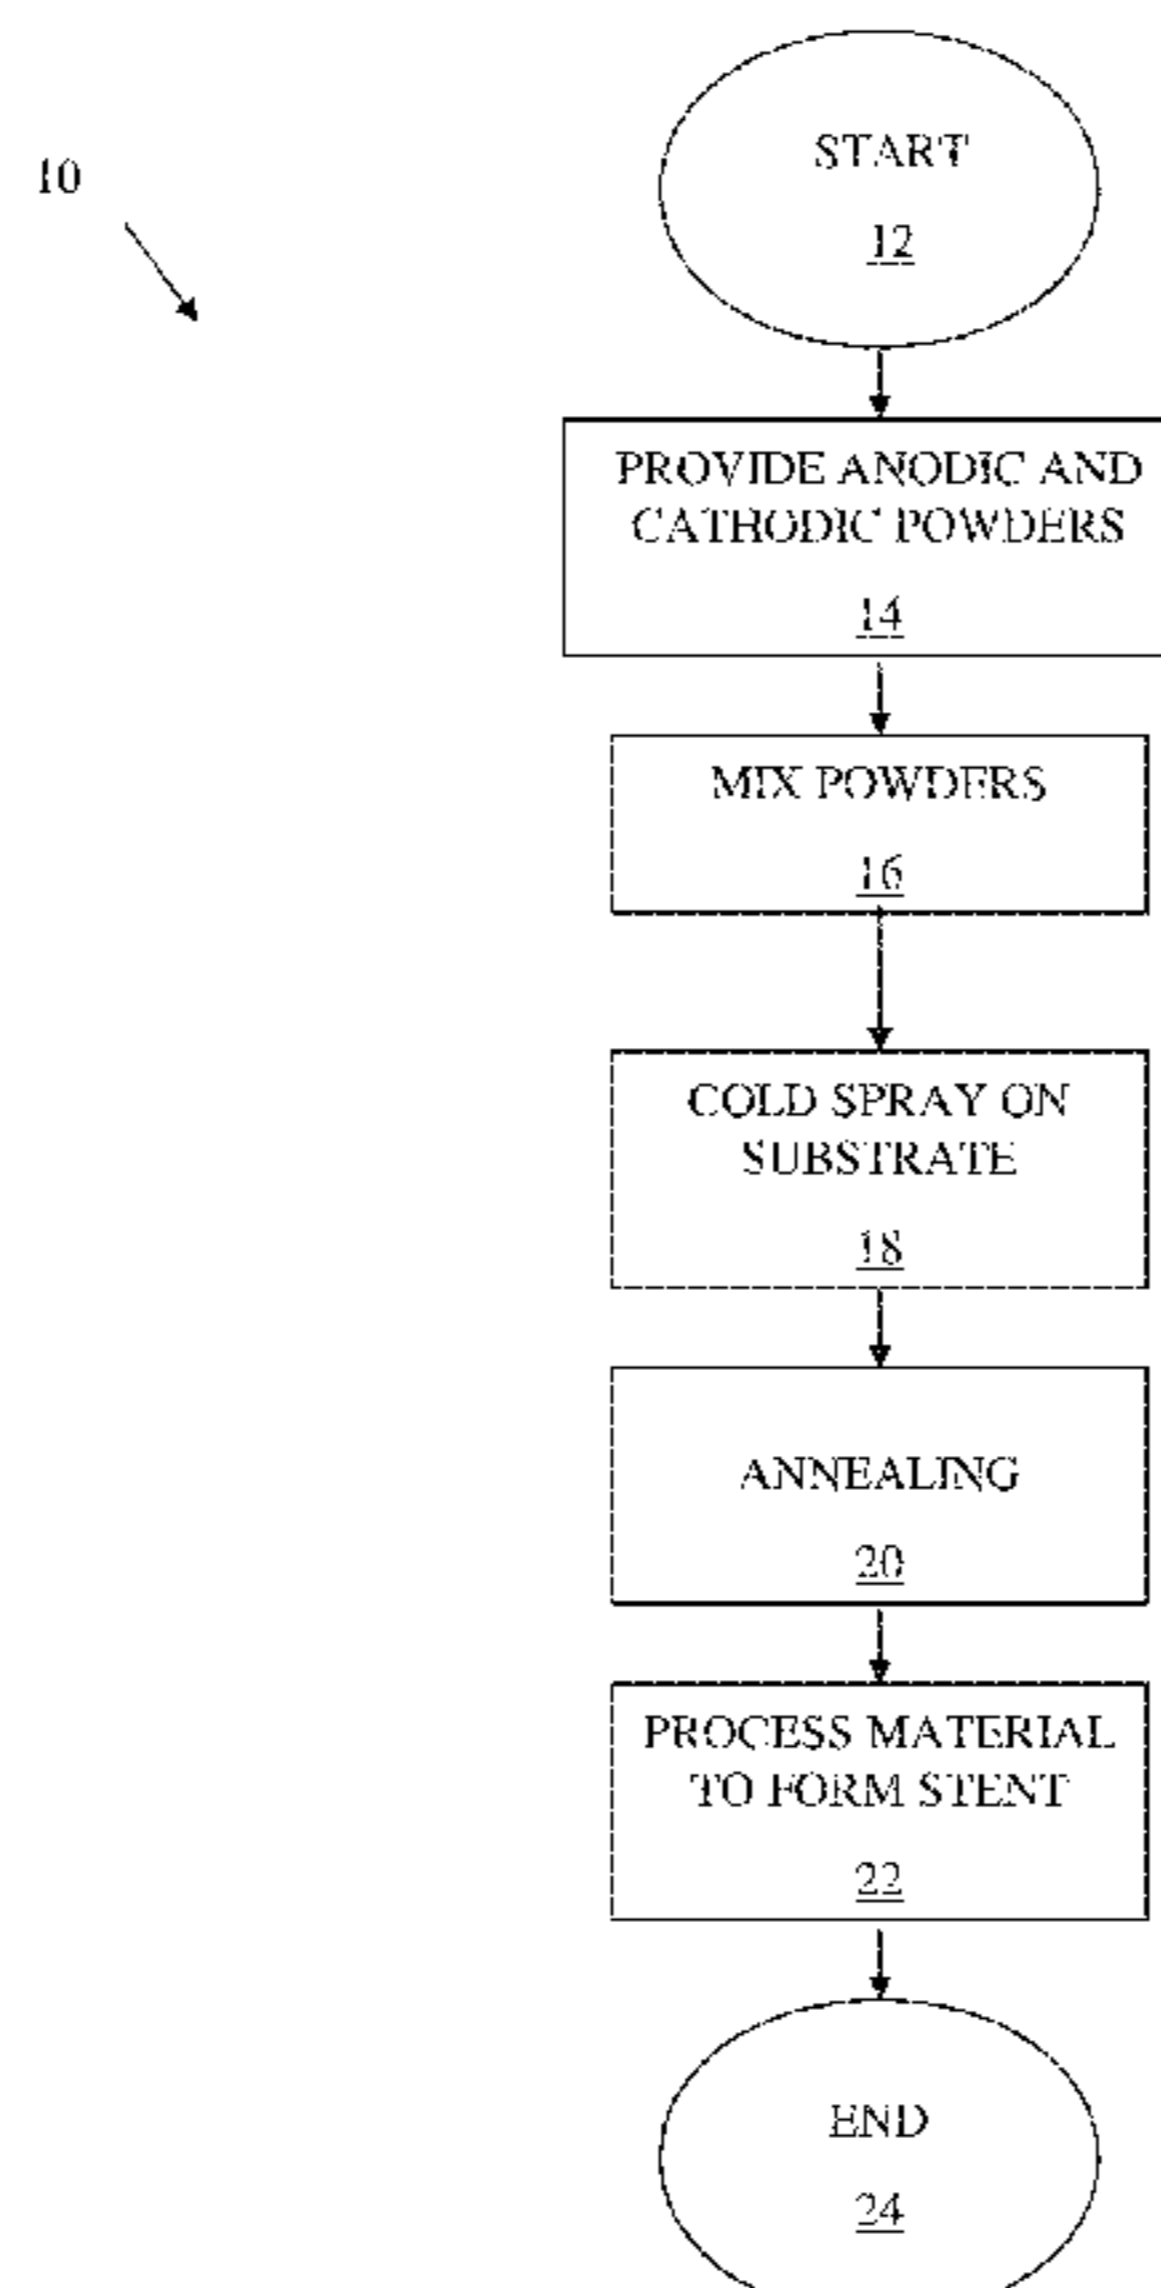 10
START
12
PROVIDE ANODIC AND
CATHODIC POWDERS
14
MIX POWDERS
16
COLD SPRAY ON
SUBSTRATE
18
ANNEALING
20
PROCESS MATERIAL
TO FORM STENT
22
END
24